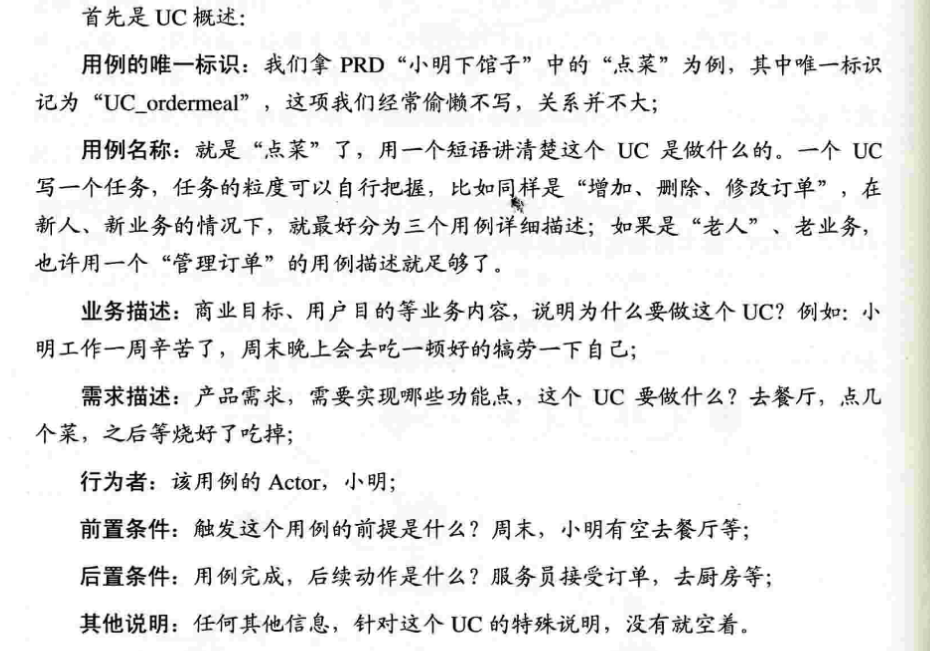 首先是 UC 概述：
用例的唯一标识：我们拿 PRD“小明下馆子”中的“点菜”为例，其中唯一标识
记为“UC_ordermeal”，这项我们经常偷懒不写，关系并不大；
用例名称：就是“点菜”了，用一个短语讲清楚这个 UC 是做什么的。一个 UC
写一个任务，任务的粒度可以自行把握，比如同样是“增加、删除、修改订单”，在
新人、新业务的情况下，就最好分为三个用例详细描述；如果是“老人”、老业务，
也许用一个“管理订单”的用例描述就足够了。
业务描述：商业目标、用户目的等业务内容，说明为什么要做这个 UC？例如：小
明工作一周辛苦了，周末晚上会去吃一顿好的犒劳一下自己；
需求描述：产品需求，需要实现哪些功能点，这个 UC 要做什么？去餐厅，点几
个菜，之后等烧好了吃掉；
行为者：该用例的 Actor，小明；
前置条件：触发这个用例的前提是什么？周末，小明有空去餐厅等；
后置条件：用例完成，后续动作是什么？服务员接受订单，去厨房等；
其他说明：任何其他信息，针对这个 UC 的特殊说明，没有就空着。